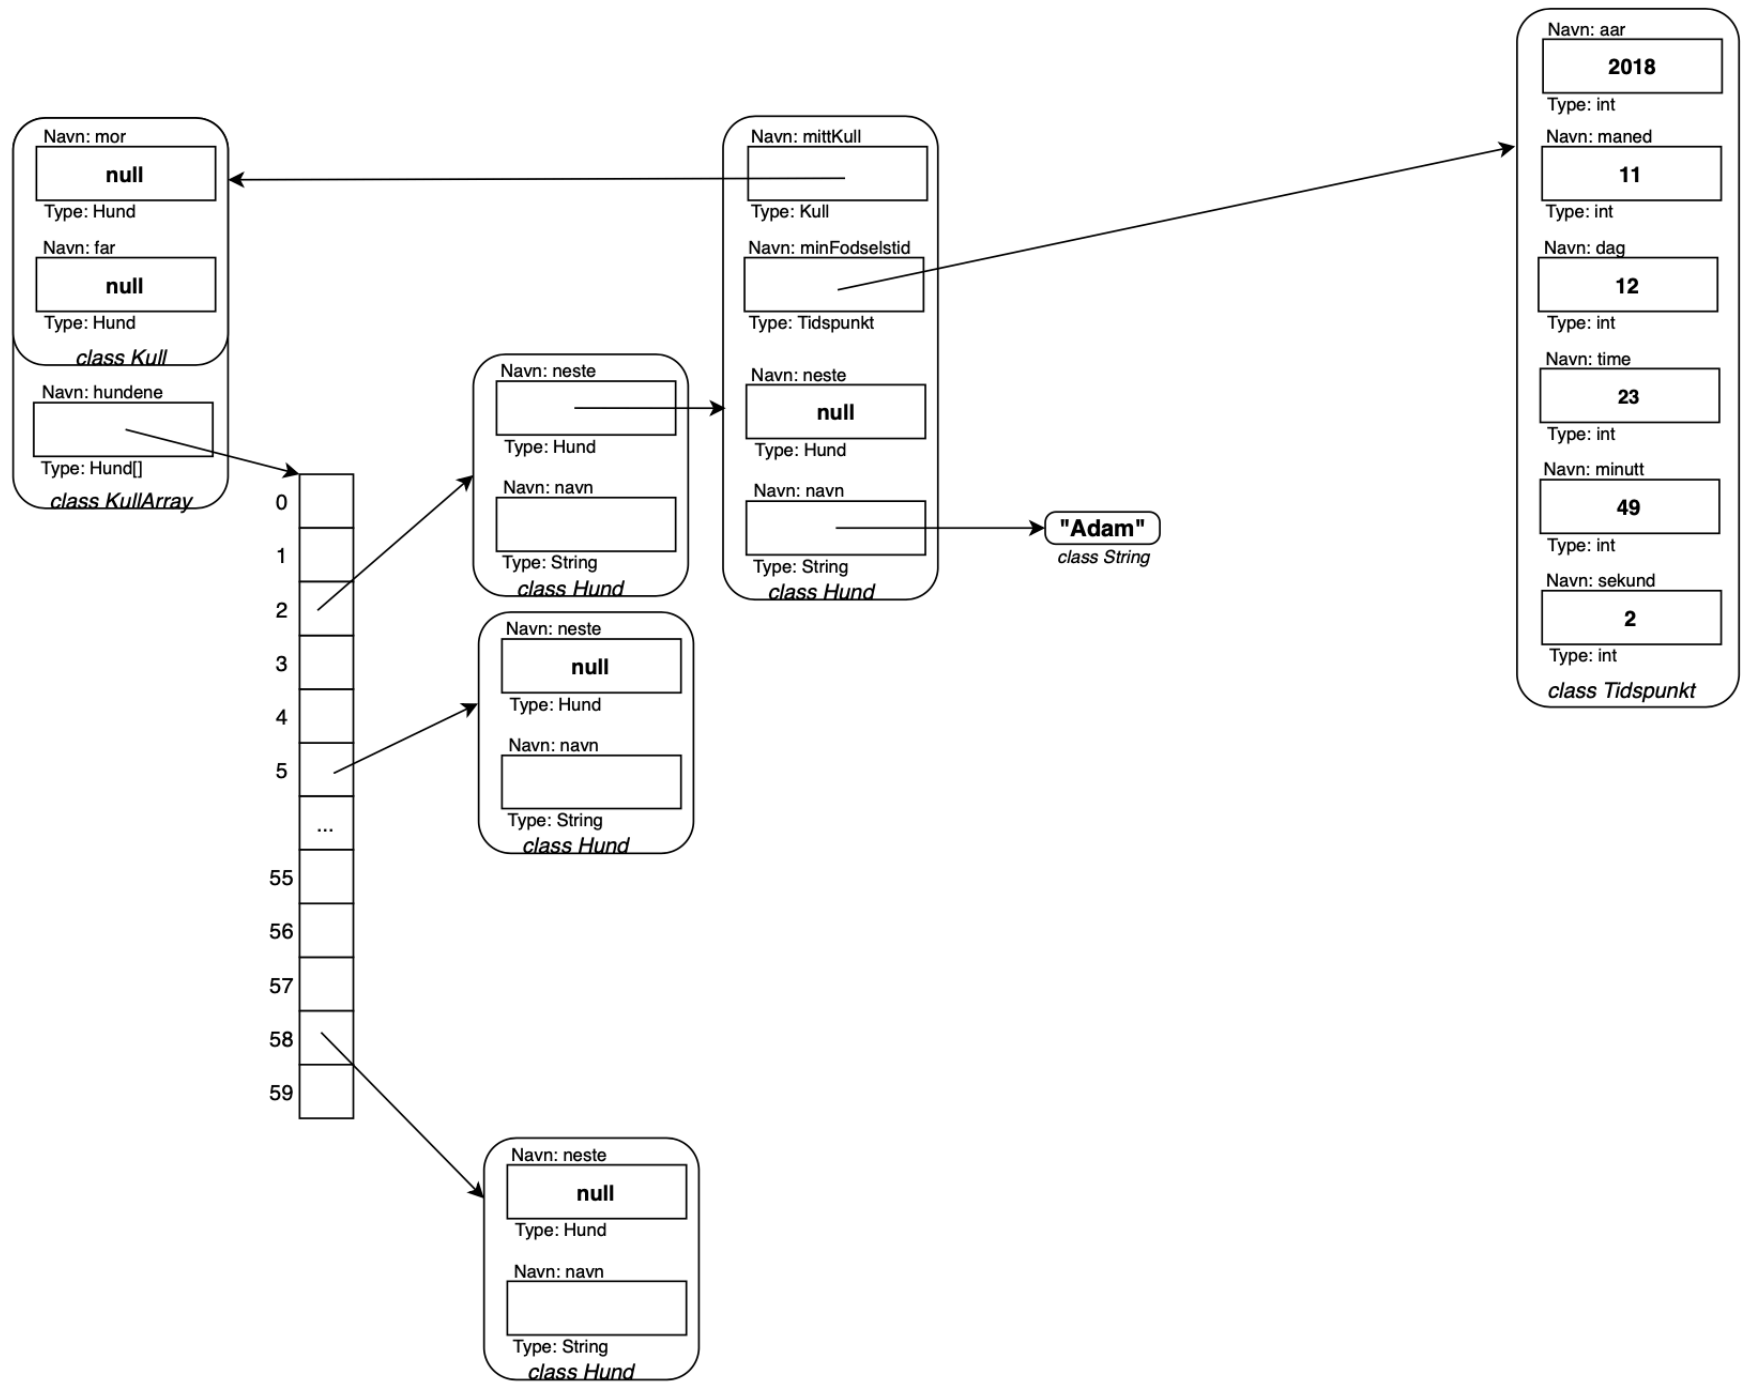 Navn: mor
null
Type: Hund
Navn: far
null
Type: Hund
class Kull
Navn: hundene
Type: Hund[]
class KullArray
0
1
2
3
4
5
...
55
56
57
58
59
Navn: neste
Type: Hund
Navn: navn
Type: String
class Hund
Navn: neste
null
Type: Hund
Navn: navn
Type: String
class Hund
Navn: neste
null
Type: Hund
Navn: navn
Type: String
class Hund
Navn: mittKull
Type: Kull
Navn: minFodselstid
Type: Tidspunkt
Navn: neste
null
Type: Hund
Navn: navn
Type: String
class Hund
"Adam"
class String
Navn: aar
2018
Type: int
Navn: maned
11
Type: int
Navn: dag
12
Type: int
Navn: time
23
Type: int
Navn: minutt
49
Type: int
Navn: sekund
2
Type: int
class Tidspunkt